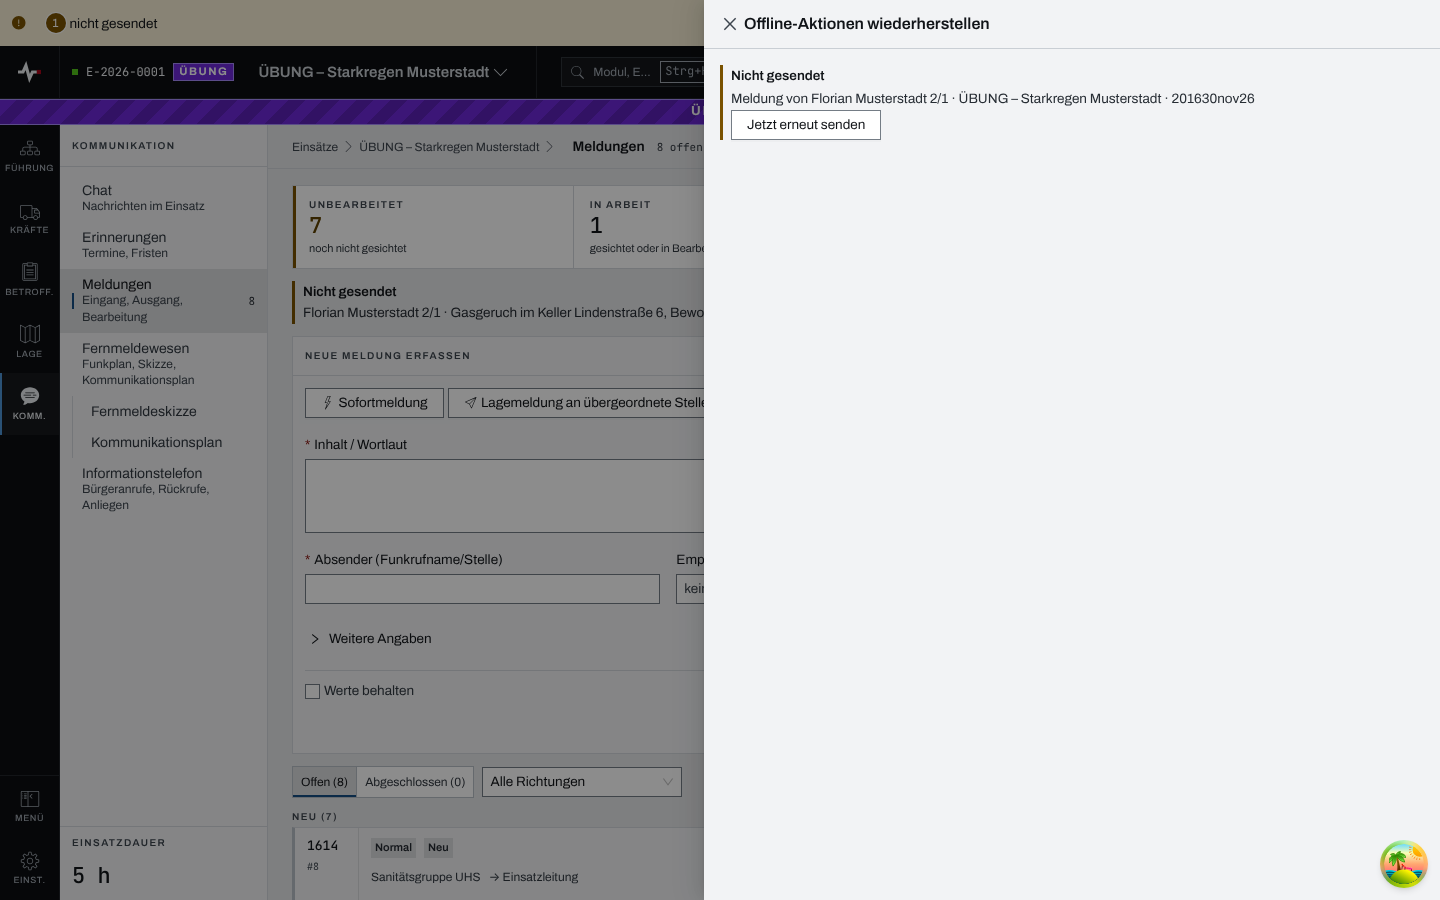 ! 1 nicht gesendet
E-2026-0001 ÜBUNG ÜBUNG – Starkregen Musterstadt Modul, E...
FÜHRUNG
KRÄFTE
BETROFF.
LAGE
KOMM.
MENÜ
EINST.
KOMMUNIKATION
Chat
Nachrichten im Einsatz
Erinnerungen
Termine, Fristen
Meldungen
Eingang, Ausgang,
Bearbeitung
8
Fernmeldewesen
Funkplan, Skizze,
Kommunikationsplan
Fernmeldeskizze
Kommunikationsplan
Informationstelefon
Bürgeranrufe, Rückrufe,
Anliegen
EINSATZDAUER
5 h
Einsätze ÜBUNG – Starkregen Musterstadt Meldungen 8 offen
UNBEARBEITET
7
noch nicht gesichtet
IN ARBEIT
1
gesichtet oder in Bearbe
Nicht gesendet
Florian Musterstadt 2/1 · Gasgeruch im Keller Lindenstraße 6, Bewo
NEUE MELDUNG ERFASSEN
Sofortmeldung Lagemeldung an übergeordnete Stelle
* Inhalt / Wortlaut
* Absender (Funkrufname/Stelle)
Emp
kein
Weitere Angaben
Werte behalten
Offen (8) Abgeschlossen (0) Alle Richtungen
NEU (7)
1614
#8
Normal Neu
Sanitätsgruppe UHS → Einsatzleitung
Offline-Aktionen wiederherstellen
Nicht gesendet
Meldung von Florian Musterstadt 2/1 · ÜBUNG – Starkregen Musterstadt · 201630nov26
Jetzt erneut senden